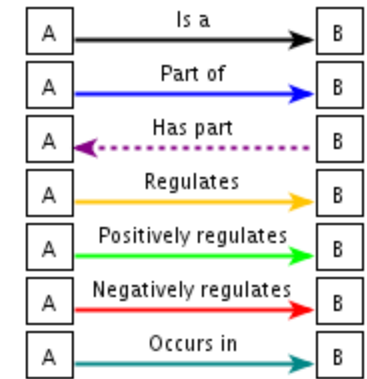 A Is a B
A Part of B
A Has part B
A Regulates B
A Positively regulates B
A Negatively regulates B
A Occurs in B